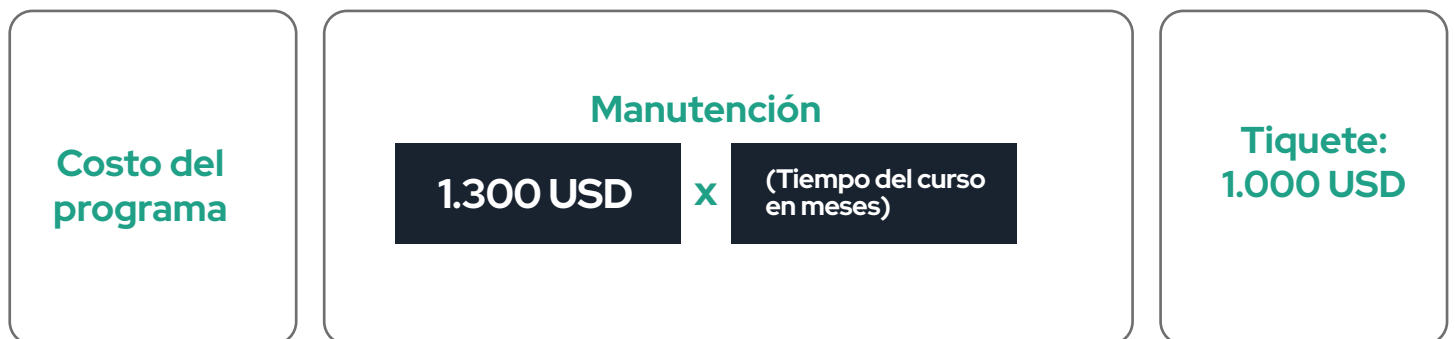 Costo del
programa
Manutención
1.300 USD
x
(Tiempo del curso
en meses)
Tiquete:
1.000 USD